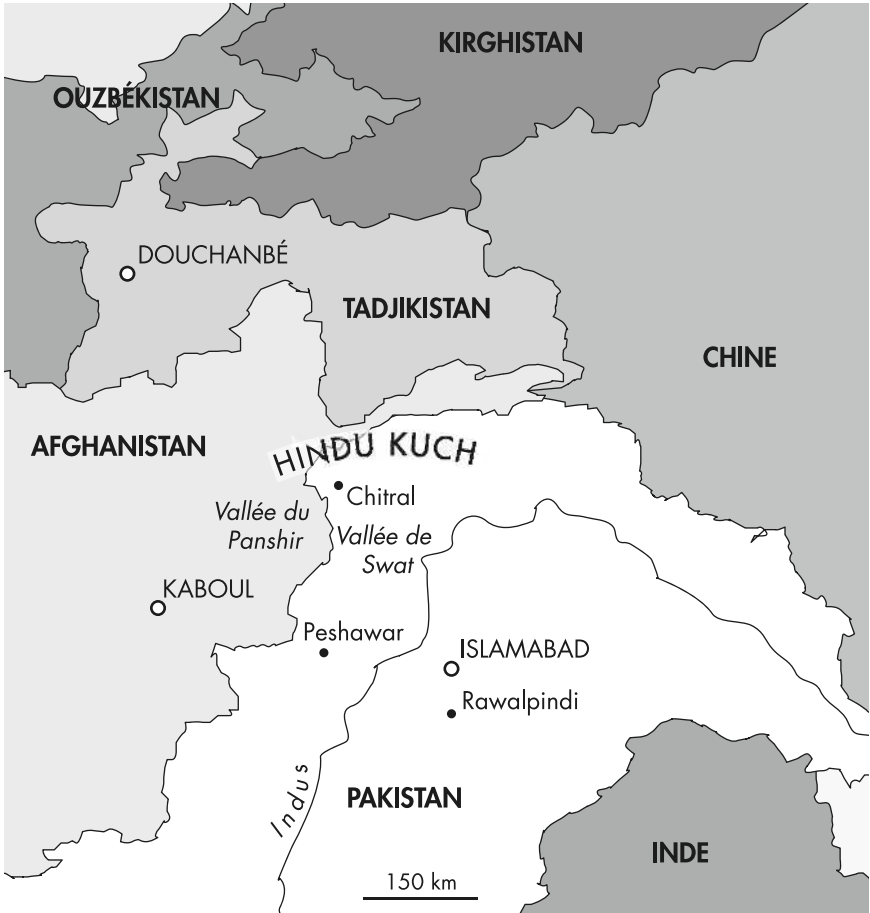 KIRGHISTAN
OUZBÉKISTAN
DOUCHANBÉ
TADJIKISTAN
CHINE
AFGHANISTAN
HINDU KUCH
Chitral
Vallée du
Panshir
Vallée de
Swat
KABOUL
Peshawar
ISLAMABAD
Rawalpindi
Indus
PAKISTAN
INDE
150 km